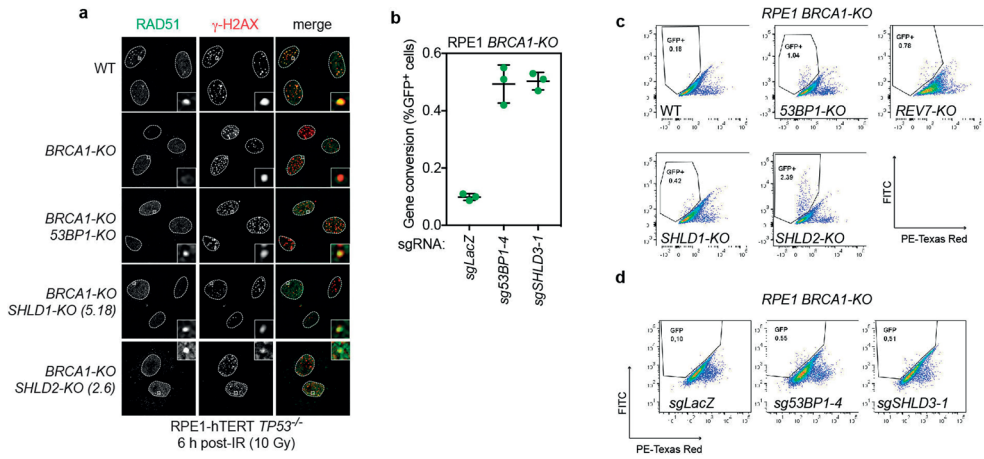 a
RAD51 γ-H2AX merge
WT
BRCA1-KO
BRCA1-KO
53BP1-KO
BRCA1-KO
SHLD1-KO (5.18)
BRCA1-KO
SHLD2-KO (2.6)
RPE1-hTERT TP53-/-
6 h post-IR (10 Gy)
b
RPE1 BRCA1-KO
Gene conversion (%GFP+ cells)
0.6
0.4
0.2
0.0
sgRNA:
sgLacZ
sg53BP1-4
sgSHLD3-1
c
RPE1 BRCA1-KO
GFP+
0.18
WT
GFP+
1.04
53BP1-KO
GFP+
0.78
REV7-KO
GFP+
0.42
SHLD1-KO
GFP+
2.39
SHLD2-KO
FITC
PE-Texas Red
d
RPE1 BRCA1-KO
GFP
0,10
sgLacZ
GFP
0.55
sg53BP1-4
GFP
0,51
sgSHLD3-1
FITC
PE-Texas Red